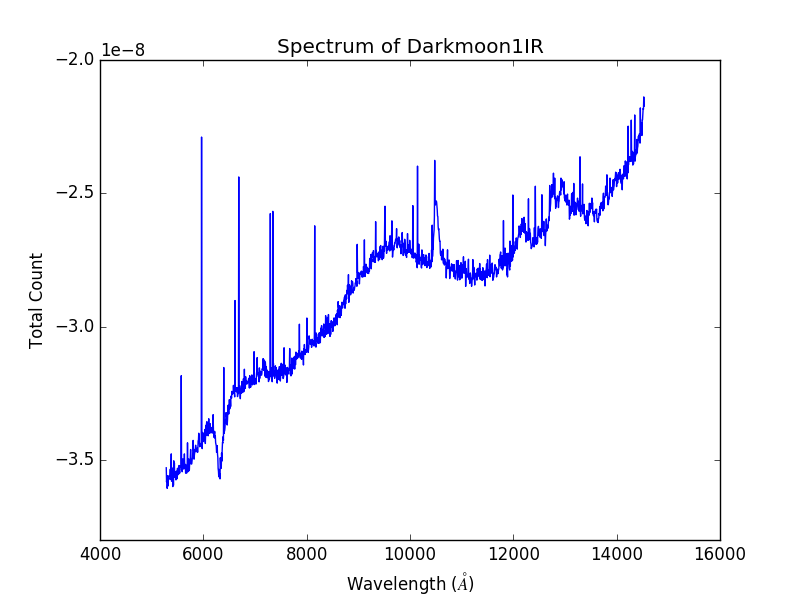 Spectrum of Darkmoon1IR
1e−8
−2.0
−2.5
−3.0
−3.5
Total Count
4000 6000 8000 10000 12000 14000 16000
Wavelength (Å)